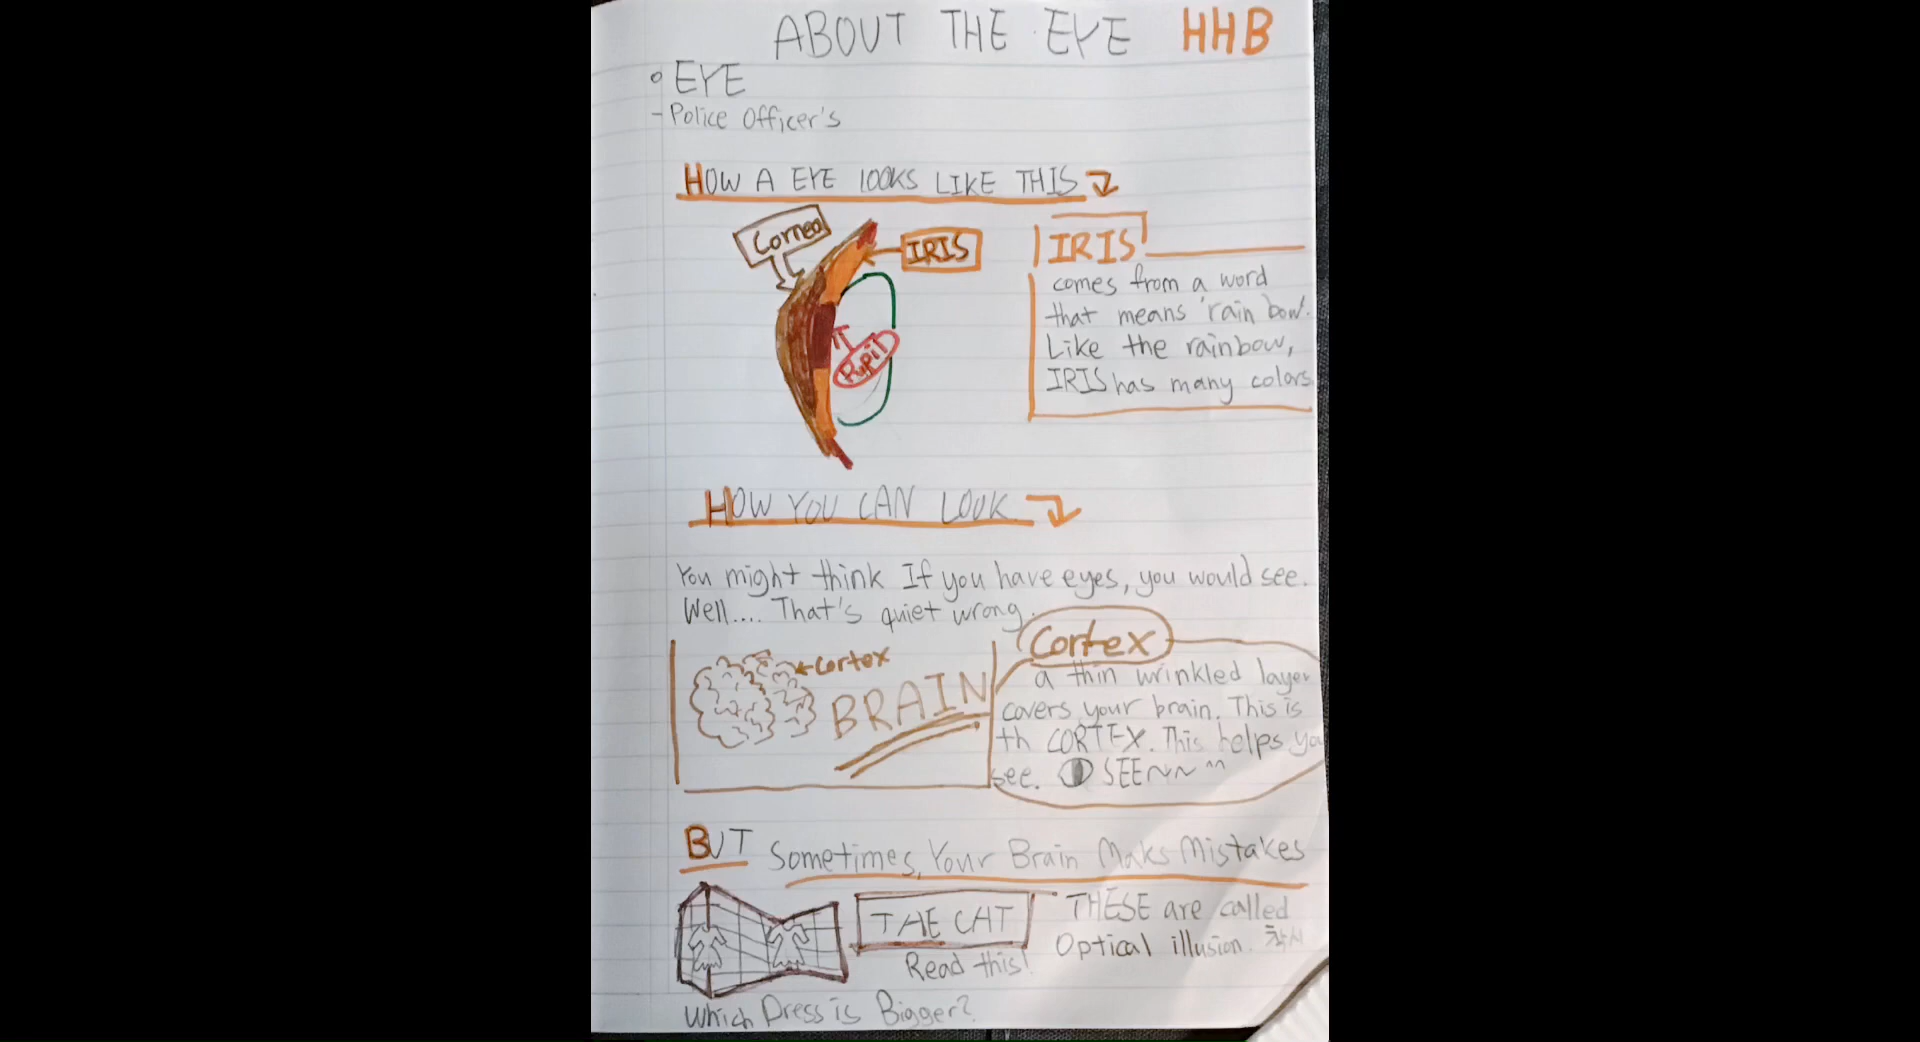 ABOUT THE EYE HHB
• EYE
- Police Officer's
HOW A EYE LOOKS LIKE THIS
Cornea
IRIS
Pupil
IRIS
comes from a word
that means 'rain bow'.
Like the rainbow,
IRIS has many colors
HOW YOU CAN LOOK
You might think If you have eyes, you would see.
Well.... That's quiet wrong.
Cortex
BRAIN
Cortex
a thin wrinkled layer
covers your brain. This is
th CORTEX. This helps you
see. SEE~~ ^^
BUT Sometimes, Your Brain Maks Mistakes
TAE CAT
Read this!
THESE are called
Optical illusion. 착시
Which Dress is Bigger?